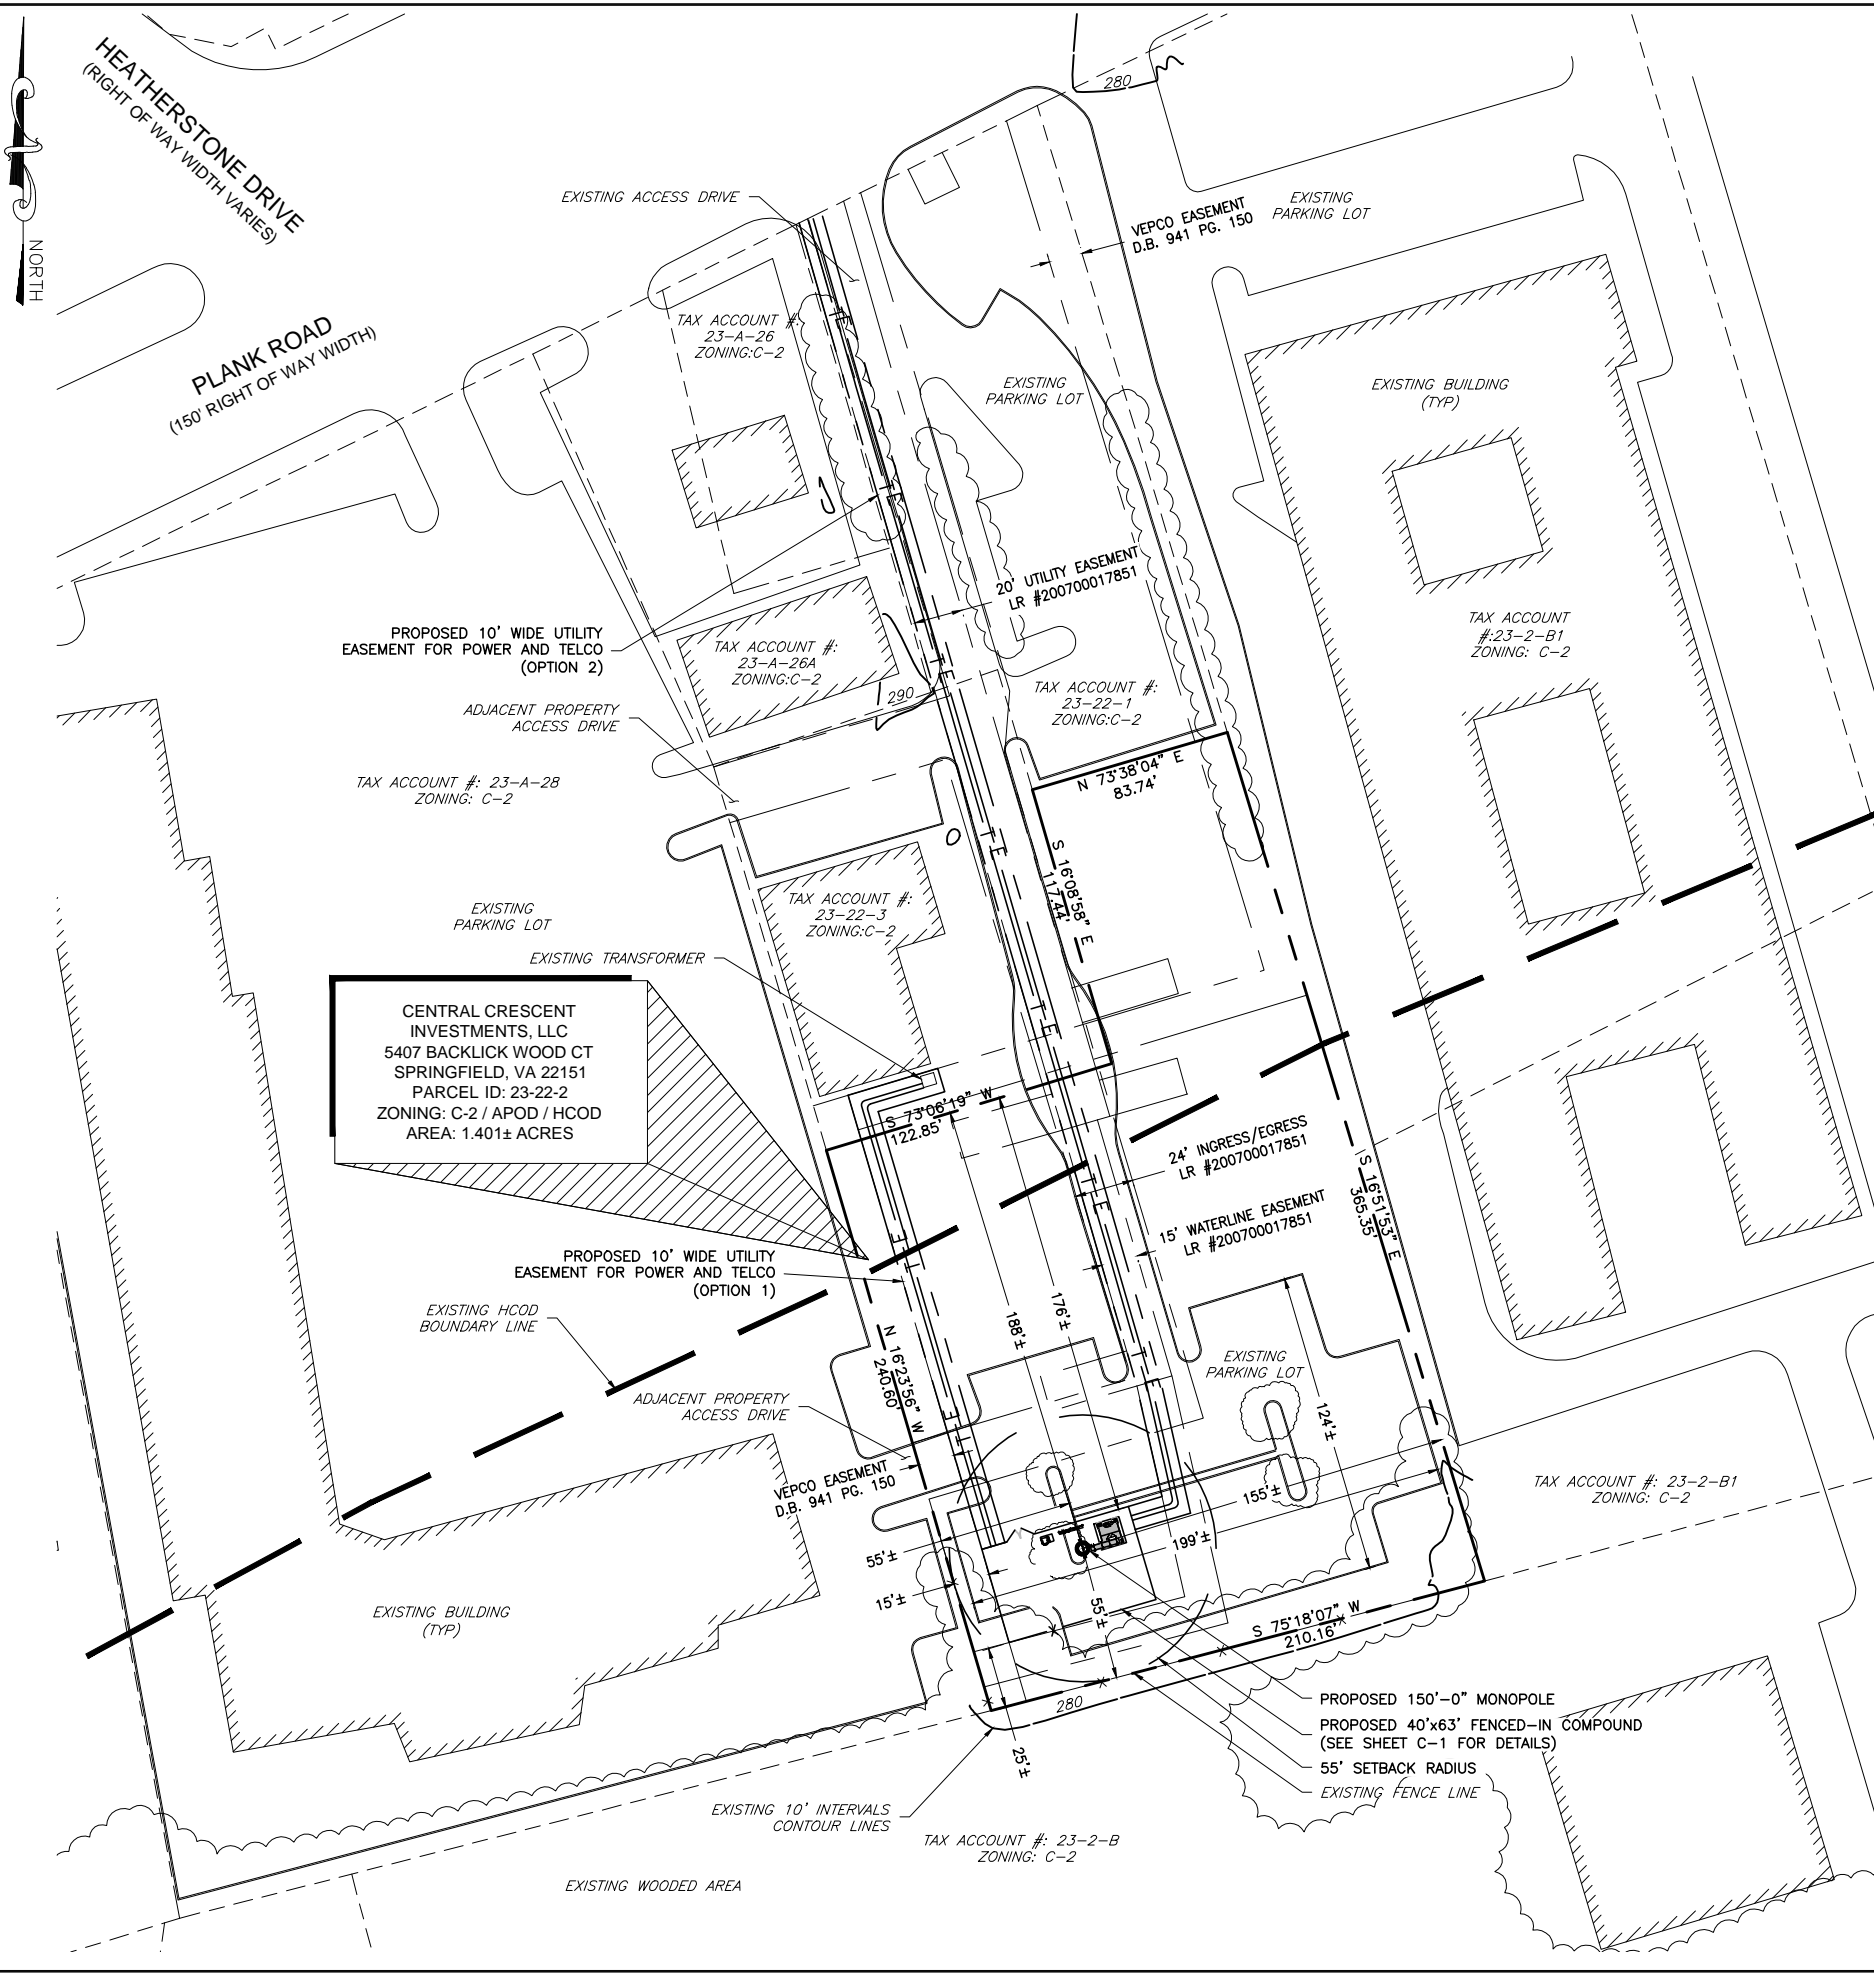 HEATHERSTONE DRIVE
(RIGHT OF WAY WIDTH VARIES)
NORTH
PLANK ROAD
(150' RIGHT OF WAY WIDTH)
280
EXISTING ACCESS DRIVE
VEPCO EASEMENT
D.B. 941 PG. 150
EXISTING
PARKING LOT
TAX ACCOUNT #:
23-A-26
ZONING:C-2
EXISTING
PARKING LOT
EXISTING BUILDING
(TYP)
20' UTILITY EASEMENT
LR #200700017851
PROPOSED 10' WIDE UTILITY
EASEMENT FOR POWER AND TELCO
(OPTION 2)
TAX ACCOUNT #:
23-A-26A
ZONING:C-2
TAX ACCOUNT
#:23-2-B1
ZONING: C-2
290
TAX ACCOUNT #:
23-22-1
ZONING:C-2
ADJACENT PROPERTY
ACCESS DRIVE
TAX ACCOUNT #: 23-A-28
ZONING: C-2
N 73°38'04" E
83.74'
S 16°08'58" E
117.44'
EXISTING
PARKING LOT
TAX ACCOUNT #:
23-22-3
ZONING:C-2
EXISTING TRANSFORMER
CENTRAL CRESCENT
INVESTMENTS, LLC
5407 BACKLICK WOOD CT
SPRINGFIELD, VA 22151
PARCEL ID: 23-22-2
ZONING: C-2 / APOD / HCOD
AREA: 1.401± ACRES
S 73°06'19" W
122.85'
24' INGRESS/EGRESS
LR #200700017851
S 16°51'53" E
365.35'
15' WATERLINE EASEMENT
LR #200700017851
PROPOSED 10' WIDE UTILITY
EASEMENT FOR POWER AND TELCO
(OPTION 1)
EXISTING HCOD
BOUNDARY LINE
188'±
176'±
N 16°23'56" W
240.60'
EXISTING
PARKING LOT
ADJACENT PROPERTY
ACCESS DRIVE
124'±
VEPCO EASEMENT
D.B. 941 PG. 150
155'±
TAX ACCOUNT #: 23-2-B1
ZONING: C-2
55'±
199'±
15'±
55'±
EXISTING BUILDING
(TYP)
S 75°18'07" W
210.16'
280
25'±
PROPOSED 150'-0" MONOPOLE
PROPOSED 40'x63' FENCED-IN COMPOUND
(SEE SHEET C-1 FOR DETAILS)
55' SETBACK RADIUS
EXISTING FENCE LINE
EXISTING 10' INTERVALS
CONTOUR LINES
TAX ACCOUNT #: 23-2-B
ZONING: C-2
EXISTING WOODED AREA